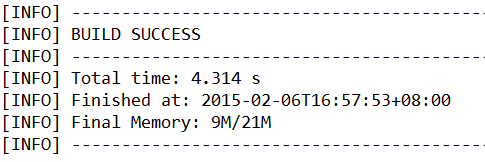 [INFO] ------------------------------------------
[INFO] BUILD SUCCESS
[INFO] ------------------------------------------
[INFO] Total time: 4.314 s
[INFO] Finished at: 2015-02-06T16:57:53+08:00
[INFO] Final Memory: 9M/21M
[INFO] ------------------------------------------